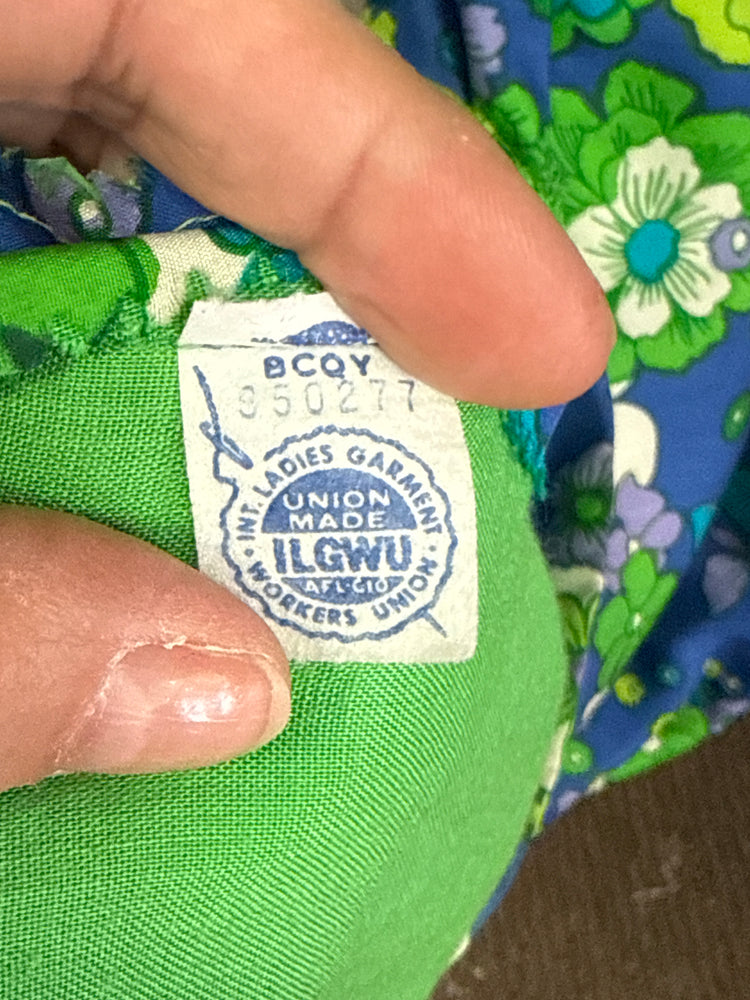 BCQY
350277
INT. LADIES GARMENT
UNION
MADE
ILGWU
AFL-CIO
· WORKERS UNION ·